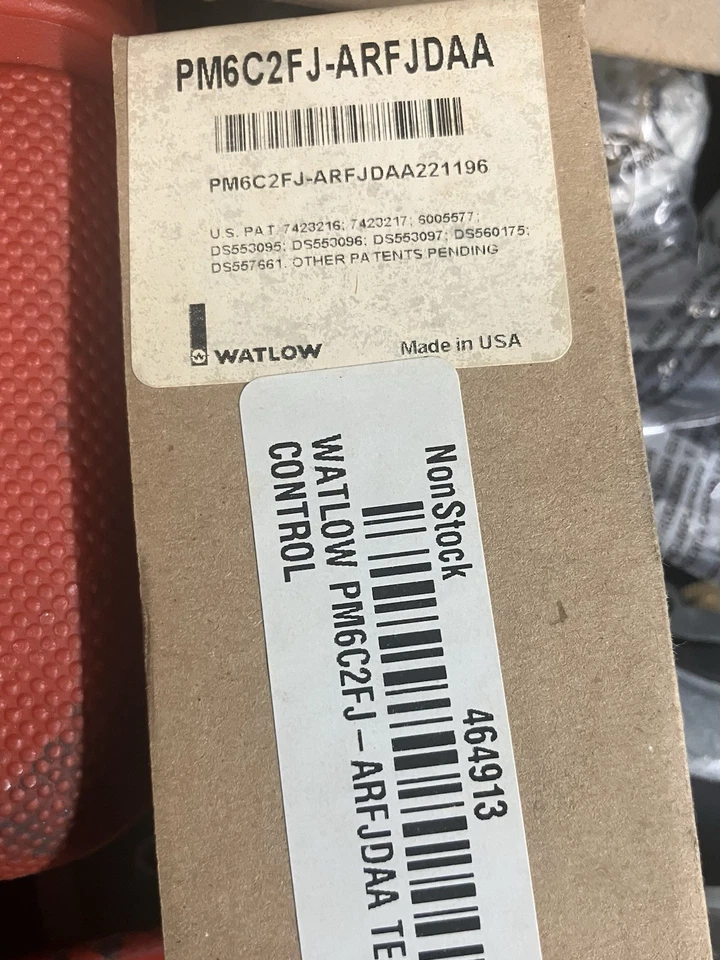 PM6C2FJ-ARFJDAA
PM6C2FJ-ARFJDAA221196
U.S. PAT. 7423216; 7423217; 6005577;
DS553095; DS553096; DS553097; DS560175;
DS557661. OTHER PATENTS PENDING
WATLOW
Made in USA
NonStock
464913
WATLOW PM6C2FJ-ARFJDAA TE
CONTROL